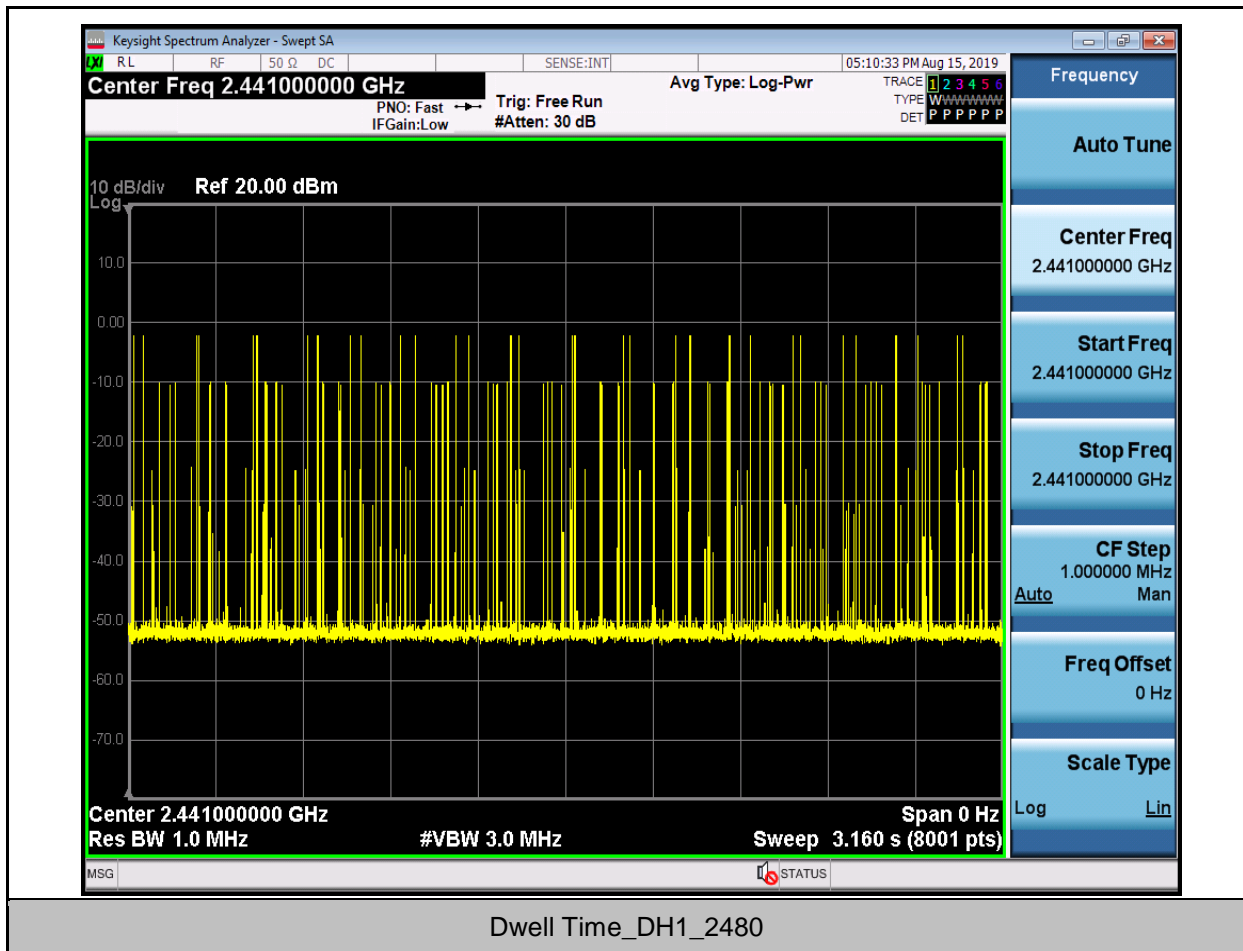 Keysight Spectrum Analyzer - Swept SA
LXI RL RF 50 Ω DC SENSE:INT 05:10:33 PM Aug 15, 2019
Center Freq 2.441000000 GHz
PNO: Fast
IFGain:Low
Trig: Free Run
#Atten: 30 dB
Avg Type: Log-Pwr
TRACE 1 2 3 4 5 6
TYPE WWWWWW
DET P P P P P P
10 dB/div Ref 20.00 dBm
Log
10.0
0.00
-10.0
-20.0
-30.0
-40.0
-50.0
-60.0
-70.0
Center 2.441000000 GHz Span 0 Hz
Res BW 1.0 MHz #VBW 3.0 MHz Sweep 3.160 s (8001 pts)
MSG STATUS
Frequency
Auto Tune
Center Freq
2.441000000 GHz
Start Freq
2.441000000 GHz
Stop Freq
2.441000000 GHz
CF Step
1.000000 MHz
Auto Man
Freq Offset
0 Hz
Scale Type
Log Lin
Dwell Time_DH1_2480